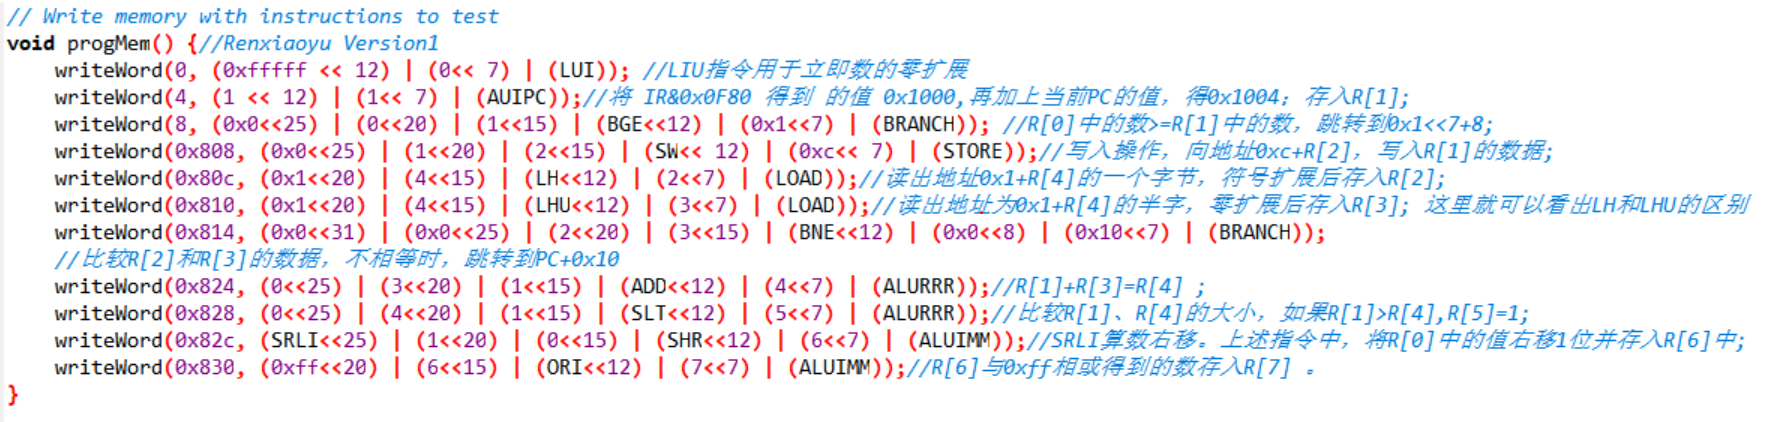 // Write memory with instructions to test
void progMem() {//Renxiaoyu Version1
writeWord(0, (0xfffff << 12) | (0<< 7) | (LUI)); //LIU指令用于立即数的零扩展
writeWord(4, (1 << 12) | (1<< 7) | (AUIPC));//将 IR&0x0F80 得到 的值 0x1000,再加上当前PC的值，得0x1004；存入R[1];
writeWord(8, (0x0<<25) | (0<<20) | (1<<15) | (BGE<<12) | (0x1<<7) | (BRANCH)); //R[0]中的数>=R[1]中的数，跳转到0x1<<7+8;
writeWord(0x808, (0x0<<25) | (1<<20) | (2<<15) | (SW<< 12) | (0xc<< 7) | (STORE));//写入操作，向地址0xc+R[2]，写入R[1]的数据;
writeWord(0x80c, (0x1<<20) | (4<<15) | (LH<<12) | (2<<7) | (LOAD));//读出地址0x1+R[4]的一个字节，符号扩展后存入R[2];
writeWord(0x810, (0x1<<20) | (4<<15) | (LHU<<12) | (3<<7) | (LOAD));//读出地址为0x1+R[4]的半字，零扩展后存入R[3]; 这里就可以看出LH和LHU的区别
writeWord(0x814, (0x0<<31) | (0x0<<25) | (2<<20) | (3<<15) | (BNE<<12) | (0x0<<8) | (0x10<<7) | (BRANCH));
//比较R[2]和R[3]的数据，不相等时，跳转到PC+0x10
writeWord(0x824, (0<<25) | (3<<20) | (1<<15) | (ADD<<12) | (4<<7) | (ALURRR));//R[1]+R[3]=R[4] ;
writeWord(0x828, (0<<25) | (4<<20) | (1<<15) | (SLT<<12) | (5<<7) | (ALURRR));//比较R[1]、R[4]的大小，如果R[1]>R[4],R[5]=1;
writeWord(0x82c, (SRLI<<25) | (1<<20) | (0<<15) | (SHR<<12) | (6<<7) | (ALUIMM));//SRLI算数右移。上述指令中，将R[0]中的值右移1位并存入R[6]中;
writeWord(0x830, (0xff<<20) | (6<<15) | (ORI<<12) | (7<<7) | (ALUIMM));//R[6]与0xff相或得到的数存入R[7] 。
}